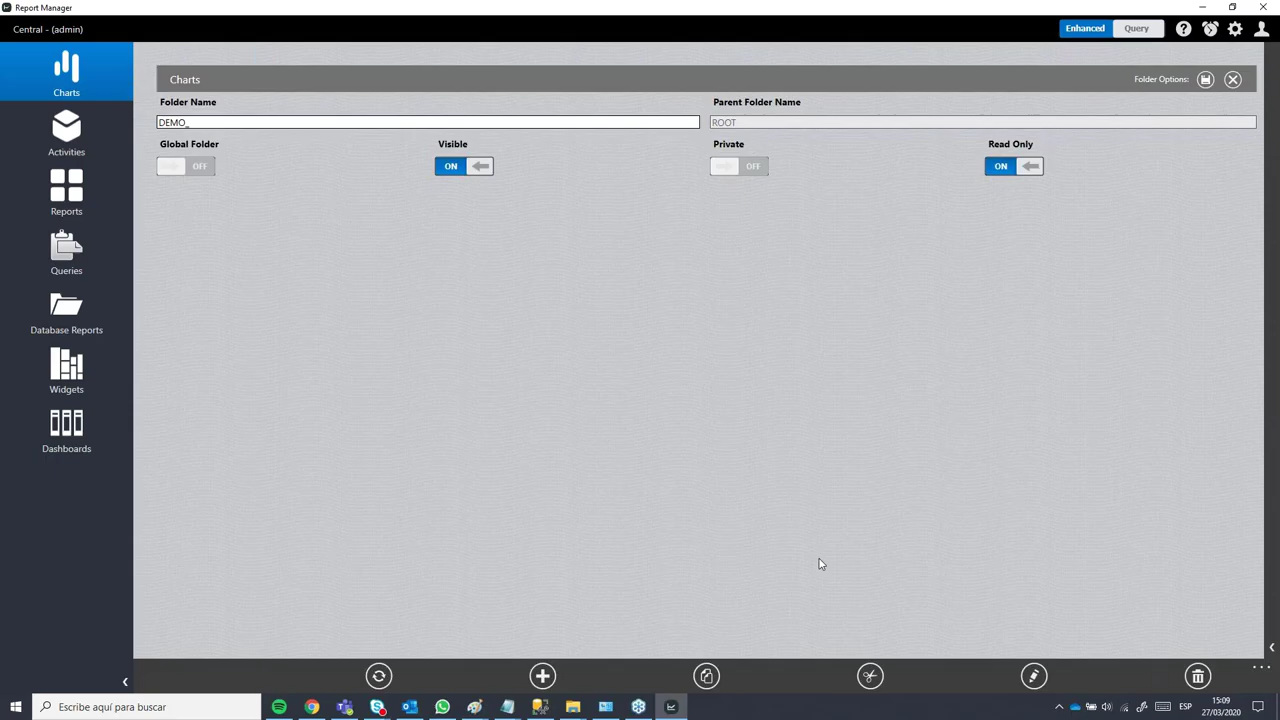 Report Manager
Central - (admin)
Enhanced Query
Charts
Activities
Reports
Queries
Database Reports
Widgets
Dashboards
Charts Folder Options:
Folder Name Parent Folder Name
DEMO_ ROOT
Global Folder Visible Private Read Only
OFF ON OFF ON
Escribe aquí para buscar
ESP
15:09
27/03/2020